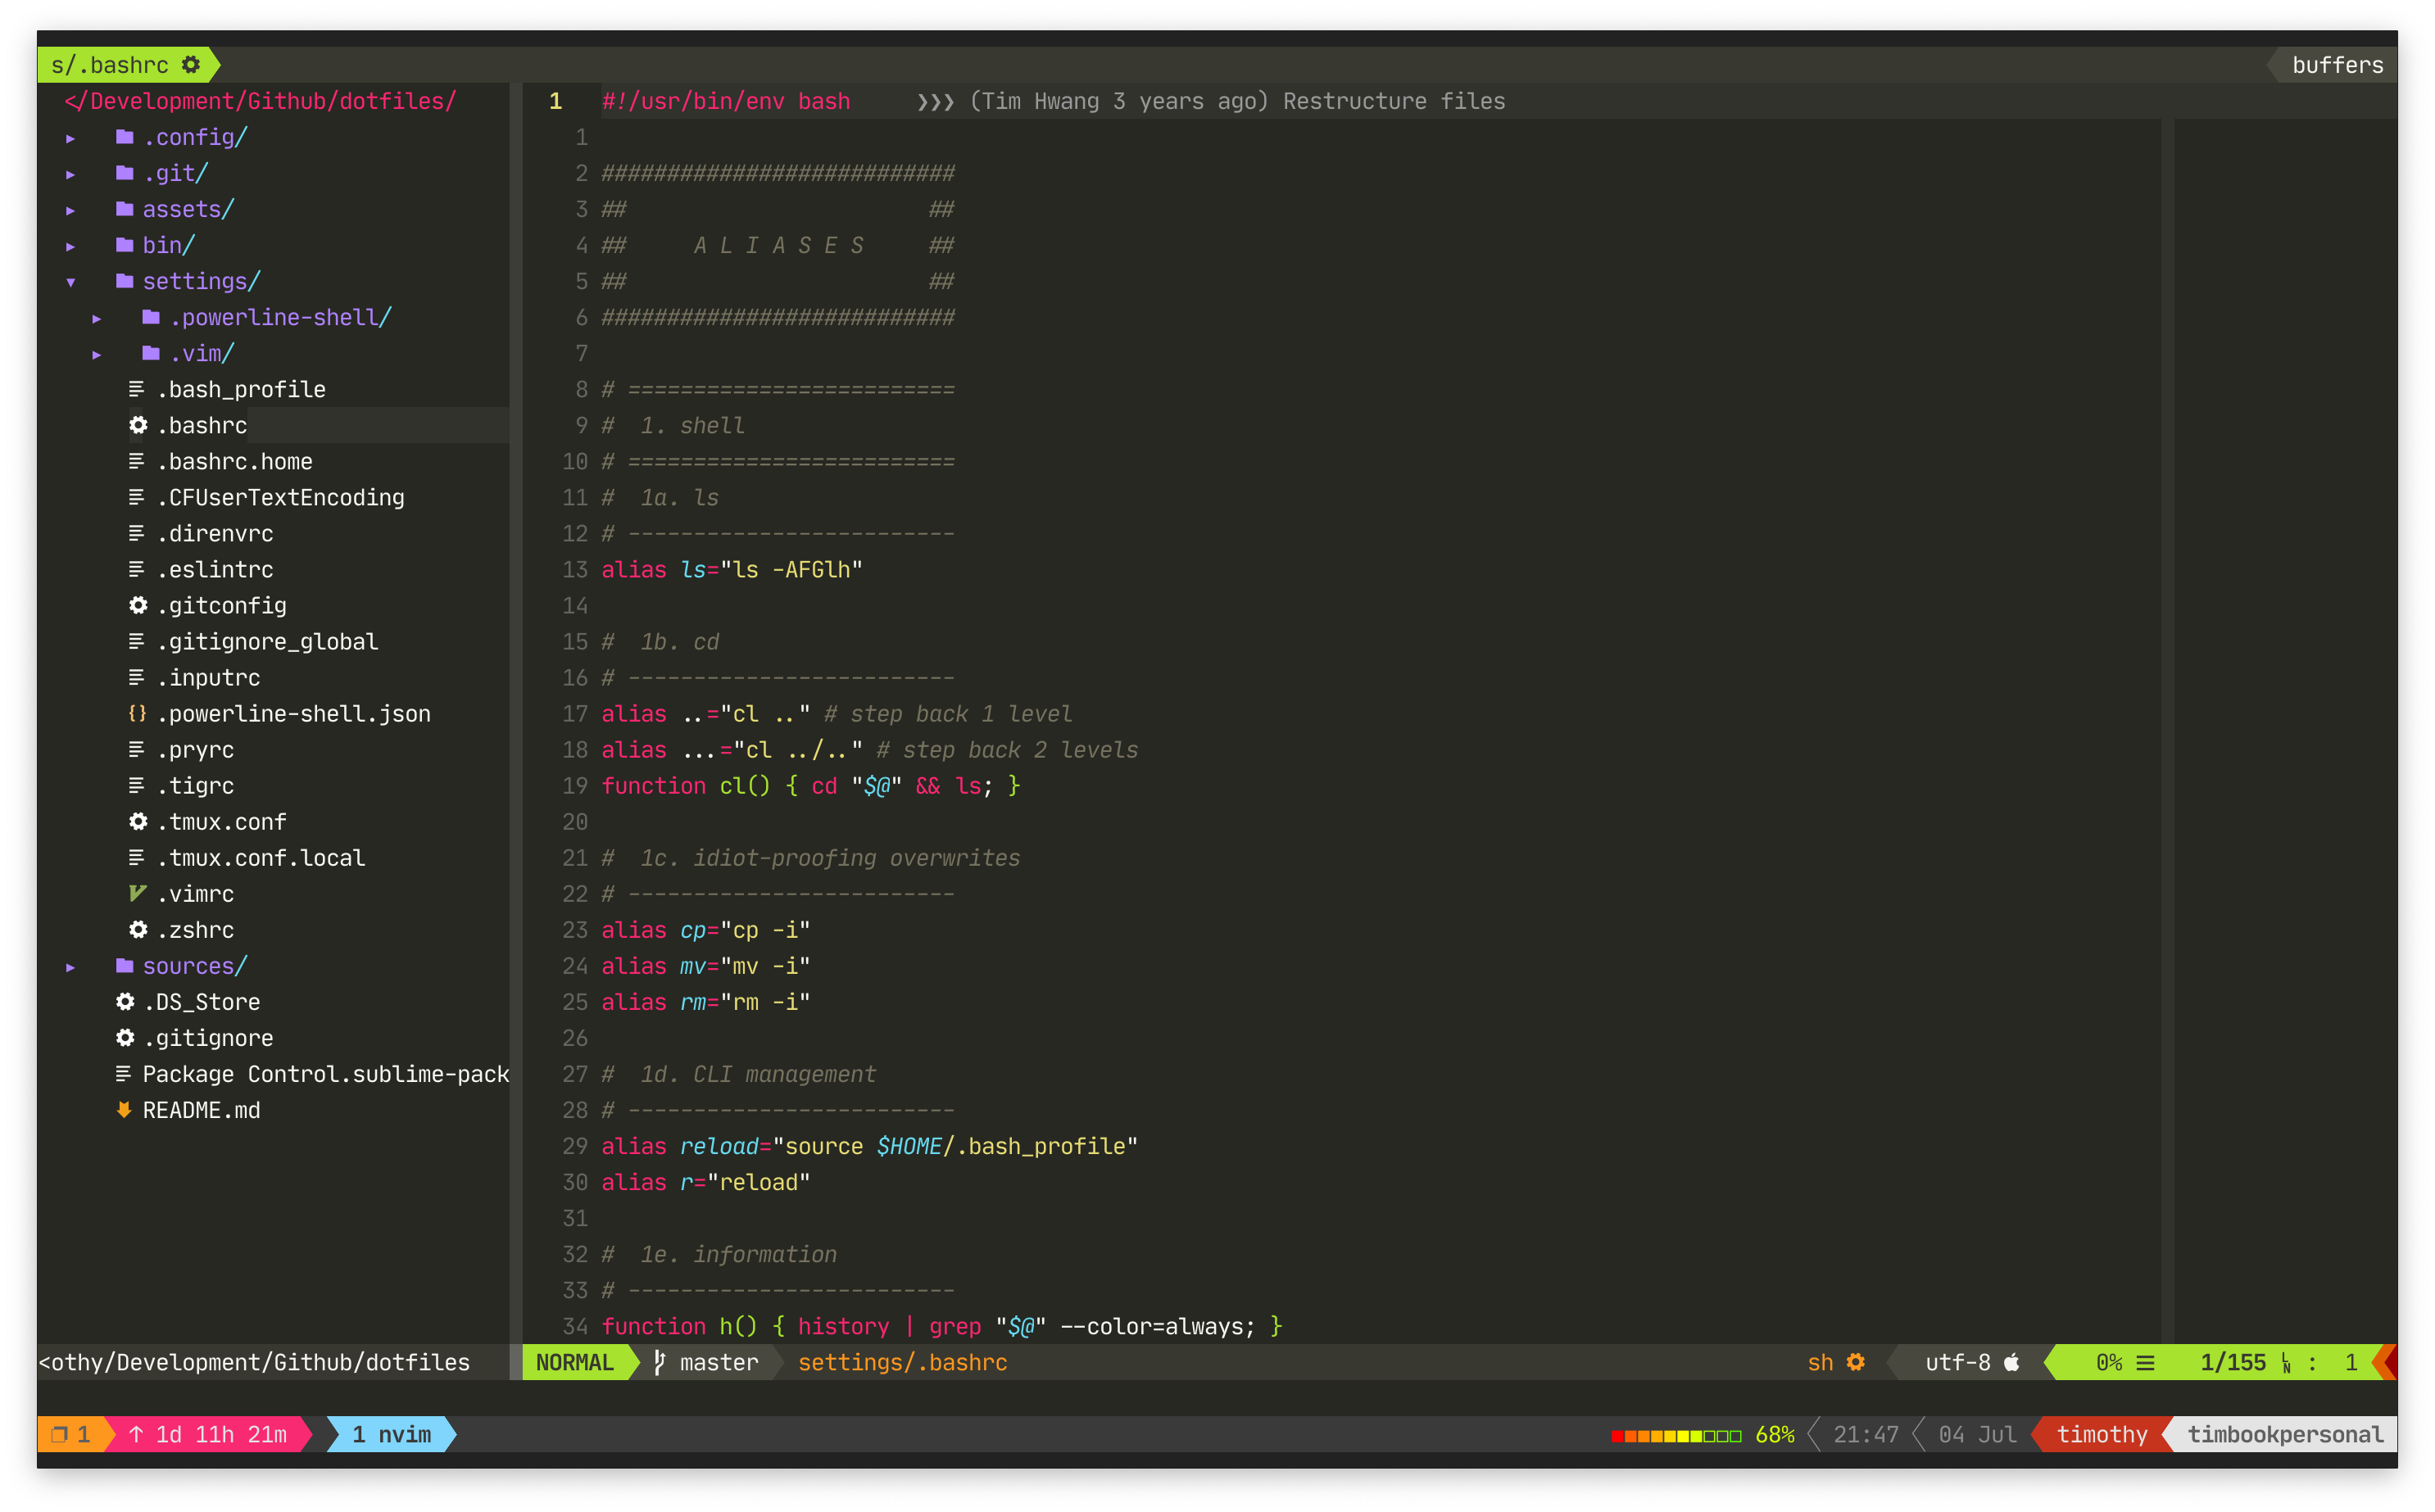 s/.bashrc
buffers
</Development/Github/dotfiles/
▸ .config/
▸ .git/
▸ assets/
▸ bin/
▾ settings/
▸ .powerline-shell/
▸ .vim/
.bash_profile
.bashrc
.bashrc.home
.CFUserTextEncoding
.direnvrc
.eslintrc
.gitconfig
.gitignore_global
.inputrc
{} .powerline-shell.json
.pryrc
.tigrc
.tmux.conf
.tmux.conf.local
.vimrc
.zshrc
▸ sources/
.DS_Store
.gitignore
Package Control.sublime-pack
README.md
<othy/Development/Github/dotfiles
1 #!/usr/bin/env bash ❯❯❯ (Tim Hwang 3 years ago) Restructure files
1
2 ###########################
3 ##                       ##
4 ##     A L I A S E S     ##
5 ##                       ##
6 ###########################
7
8 # =========================
9 #  1. shell
10 # =========================
11 #  1a. ls
12 # -------------------------
13 alias ls="ls -AFGlh"
14
15 #  1b. cd
16 # -------------------------
17 alias ..="cl .." # step back 1 level
18 alias ...="cl ../.." # step back 2 levels
19 function cl() { cd "$@" && ls; }
20
21 #  1c. idiot-proofing overwrites
22 # -------------------------
23 alias cp="cp -i"
24 alias mv="mv -i"
25 alias rm="rm -i"
26
27 #  1d. CLI management
28 # -------------------------
29 alias reload="source $HOME/.bash_profile"
30 alias r="reload"
31
32 #  1e. information
33 # -------------------------
34 function h() { history | grep "$@" --color=always; }
NORMAL master settings/.bashrc sh utf-8 0% ☰ 1/155 LN : 1
1 ↑ 1d 11h 21m 1 nvim 68% 21:47 04 Jul timothy timbookpersonal